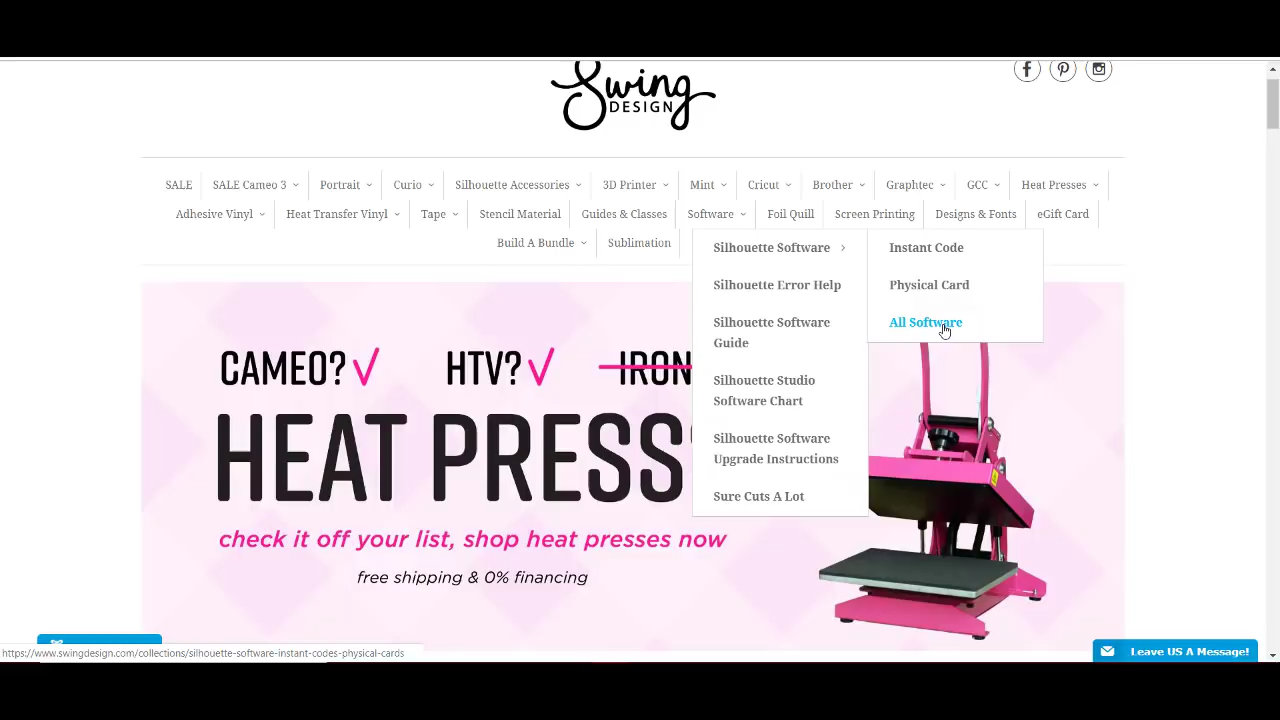 Swing
DESIGN
SALE SALE Cameo 3 Portrait Curio Silhouette Accessories 3D Printer Mint Cricut Brother Graphtec GCC Heat Presses
Adhesive Vinyl Heat Transfer Vinyl Tape Stencil Material Guides & Classes Software Foil Quill Screen Printing Designs & Fonts eGift Card
Build A Bundle Sublimation
Silhouette Software
Silhouette Error Help
Silhouette Software
Guide
Silhouette Studio
Software Chart
Silhouette Software
Upgrade Instructions
Sure Cuts A Lot
Instant Code
Physical Card
All Software
CAMEO? HTV? IRON
HEAT PRESS
check it off your list, shop heat presses now
free shipping & 0% financing
https://www.swingdesign.com/collections/silhouette-software-instant-codes-physical-cards
Leave US A Message!